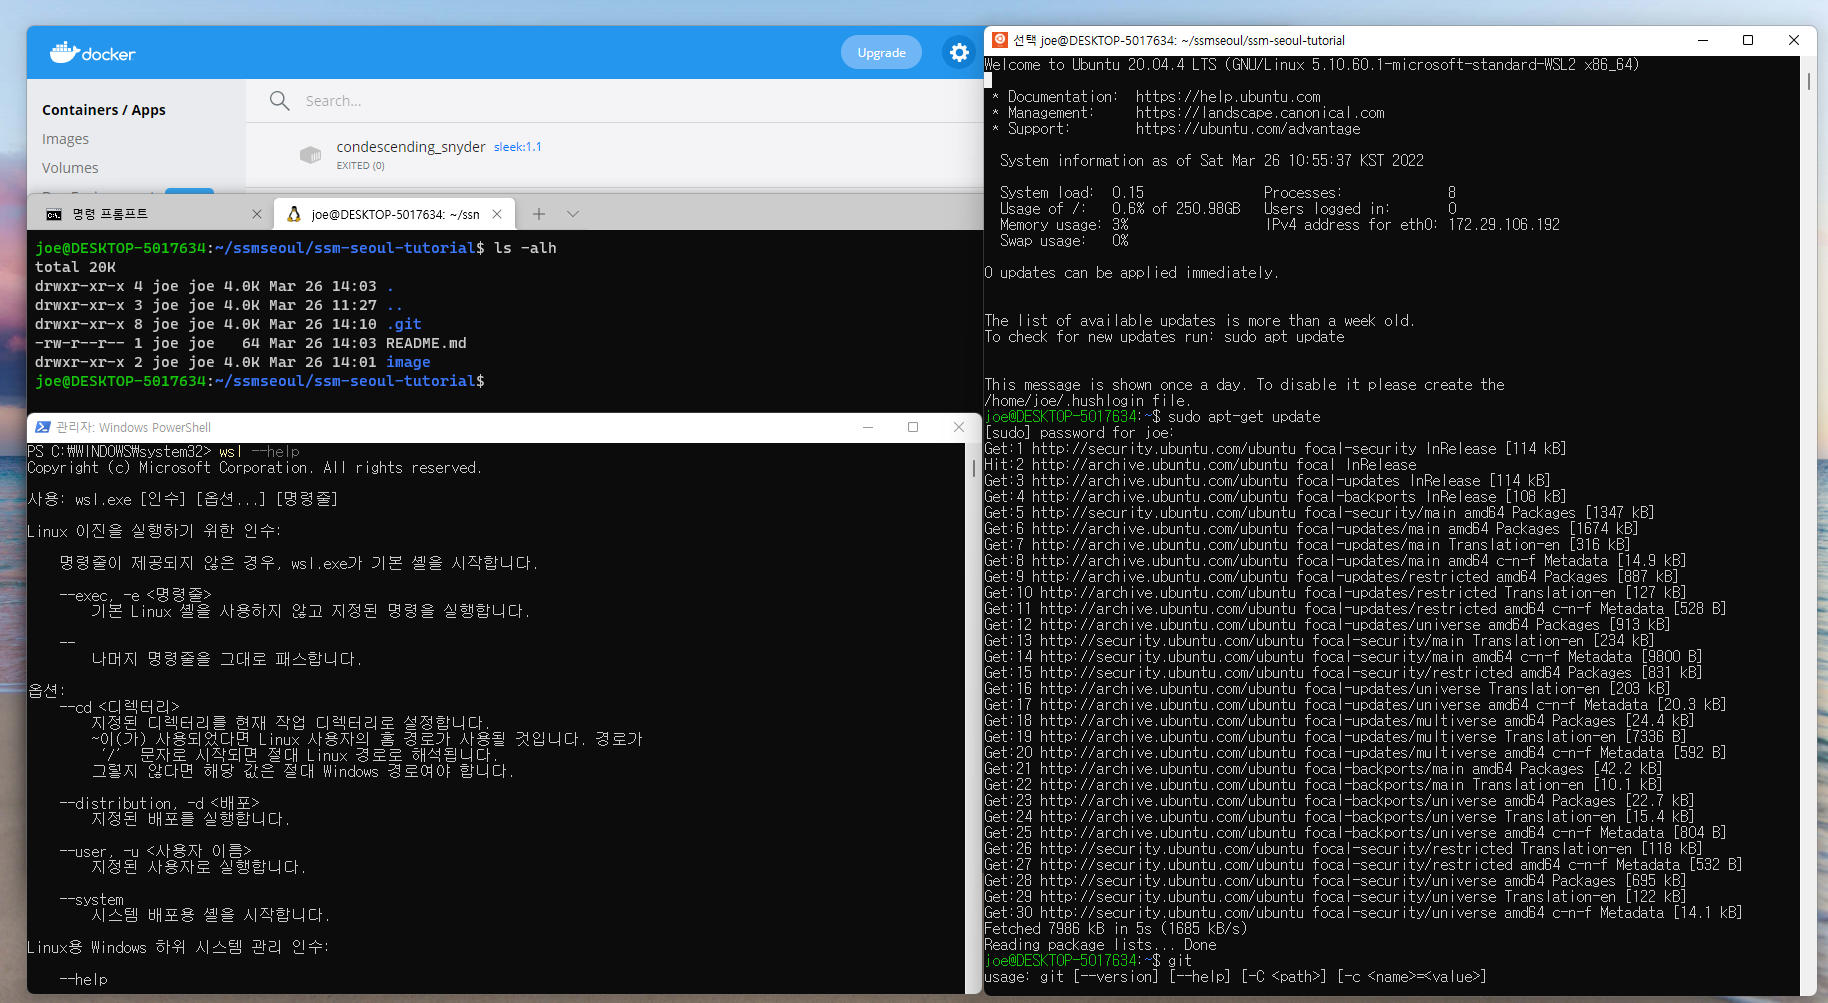 docker
Upgrade
Containers / Apps
Images
Volumes
Search...
condescending_snyder sleek:1.1
EXITED (0)
명령 프롬프트
joe@DESKTOP-5017634: ~/ssn
joe@DESKTOP-5017634:~/ssmseoul/ssm-seoul-tutorial$ ls -alh
total 20K
drwxr-xr-x 4 joe joe 4.0K Mar 26 14:03 .
drwxr-xr-x 3 joe joe 4.0K Mar 26 11:27 ..
drwxr-xr-x 8 joe joe 4.0K Mar 26 14:10 .git
-rw-r--r-- 1 joe joe   64 Mar 26 14:03 README.md
drwxr-xr-x 2 joe joe 4.0K Mar 26 14:01 image
joe@DESKTOP-5017634:~/ssmseoul/ssm-seoul-tutorial$
관리자: Windows PowerShell
PS C:₩WINDOWS₩system32> wsl --help
Copyright (c) Microsoft Corporation. All rights reserved.
사용: wsl.exe [인수] [옵션...] [명령줄]
Linux 이진을 실행하기 위한 인수:
명령줄이 제공되지 않은 경우, wsl.exe가 기본 셸을 시작합니다.
--exec, -e <명령줄>
기본 Linux 셸을 사용하지 않고 지정된 명령을 실행합니다.
--
나머지 명령줄을 그대로 패스합니다.
옵션:
--cd <디렉터리>
지정된 디렉터리를 현재 작업 디렉터리로 설정합니다.
~이(가) 사용되었다면 Linux 사용자의 홈 경로가 사용될 것입니다. 경로가
'/' 문자로 시작되면 절대 Linux 경로로 해석됩니다.
그렇지 않다면 해당 값은 절대 Windows 경로여야 합니다.
--distribution, -d <배포>
지정된 배포를 실행합니다.
--user, -u <사용자 이름>
지정된 사용자로 실행합니다.
--system
시스템 배포용 셸을 시작합니다.
Linux용 Windows 하위 시스템 관리 인수:
--help
선택 joe@DESKTOP-5017634: ~/ssmseoul/ssm-seoul-tutorial
Welcome to Ubuntu 20.04.4 LTS (GNU/Linux 5.10.60.1-microsoft-standard-WSL2 x86_64)
* Documentation:  https://help.ubuntu.com
* Management:     https://landscape.canonical.com
* Support:        https://ubuntu.com/advantage
System information as of Sat Mar 26 10:55:37 KST 2022
System load:  0.15               Processes:             8
Usage of /:   0.6% of 250.98GB   Users logged in:       0
Memory usage: 3%                 IPv4 address for eth0: 172.29.106.192
Swap usage:   0%
0 updates can be applied immediately.
The list of available updates is more than a week old.
To check for new updates run: sudo apt update
This message is shown once a day. To disable it please create the
/home/joe/.hushlogin file.
joe@DESKTOP-5017634:~$ sudo apt-get update
[sudo] password for joe:
Get:1 http://security.ubuntu.com/ubuntu focal-security InRelease [114 kB]
Hit:2 http://archive.ubuntu.com/ubuntu focal InRelease
Get:3 http://archive.ubuntu.com/ubuntu focal-updates InRelease [114 kB]
Get:4 http://archive.ubuntu.com/ubuntu focal-backports InRelease [108 kB]
Get:5 http://security.ubuntu.com/ubuntu focal-security/main amd64 Packages [1347 kB]
Get:6 http://archive.ubuntu.com/ubuntu focal-updates/main amd64 Packages [1674 kB]
Get:7 http://archive.ubuntu.com/ubuntu focal-updates/main Translation-en [316 kB]
Get:8 http://archive.ubuntu.com/ubuntu focal-updates/main amd64 c-n-f Metadata [14.9 kB]
Get:9 http://archive.ubuntu.com/ubuntu focal-updates/restricted amd64 Packages [887 kB]
Get:10 http://archive.ubuntu.com/ubuntu focal-updates/restricted Translation-en [127 kB]
Get:11 http://archive.ubuntu.com/ubuntu focal-updates/restricted amd64 c-n-f Metadata [528 B]
Get:12 http://archive.ubuntu.com/ubuntu focal-updates/universe amd64 Packages [913 kB]
Get:13 http://security.ubuntu.com/ubuntu focal-security/main Translation-en [234 kB]
Get:14 http://security.ubuntu.com/ubuntu focal-security/main amd64 c-n-f Metadata [9800 B]
Get:15 http://security.ubuntu.com/ubuntu focal-security/restricted amd64 Packages [831 kB]
Get:16 http://archive.ubuntu.com/ubuntu focal-updates/universe Translation-en [203 kB]
Get:17 http://archive.ubuntu.com/ubuntu focal-updates/universe amd64 c-n-f Metadata [20.3 kB]
Get:18 http://archive.ubuntu.com/ubuntu focal-updates/multiverse amd64 Packages [24.4 kB]
Get:19 http://archive.ubuntu.com/ubuntu focal-updates/multiverse Translation-en [7336 B]
Get:20 http://archive.ubuntu.com/ubuntu focal-updates/multiverse amd64 c-n-f Metadata [592 B]
Get:21 http://archive.ubuntu.com/ubuntu focal-backports/main amd64 Packages [42.2 kB]
Get:22 http://archive.ubuntu.com/ubuntu focal-backports/main Translation-en [10.1 kB]
Get:23 http://archive.ubuntu.com/ubuntu focal-backports/universe amd64 Packages [22.7 kB]
Get:24 http://archive.ubuntu.com/ubuntu focal-backports/universe Translation-en [15.4 kB]
Get:25 http://archive.ubuntu.com/ubuntu focal-backports/universe amd64 c-n-f Metadata [804 B]
Get:26 http://security.ubuntu.com/ubuntu focal-security/restricted Translation-en [118 kB]
Get:27 http://security.ubuntu.com/ubuntu focal-security/restricted amd64 c-n-f Metadata [532 B]
Get:28 http://security.ubuntu.com/ubuntu focal-security/universe amd64 Packages [695 kB]
Get:29 http://security.ubuntu.com/ubuntu focal-security/universe Translation-en [122 kB]
Get:30 http://security.ubuntu.com/ubuntu focal-security/universe amd64 c-n-f Metadata [14.1 kB]
Fetched 7986 kB in 5s (1685 kB/s)
Reading package lists... Done
joe@DESKTOP-5017634:~$ git
usage: git [--version] [--help] [-C <path>] [-c <name>=<value>]